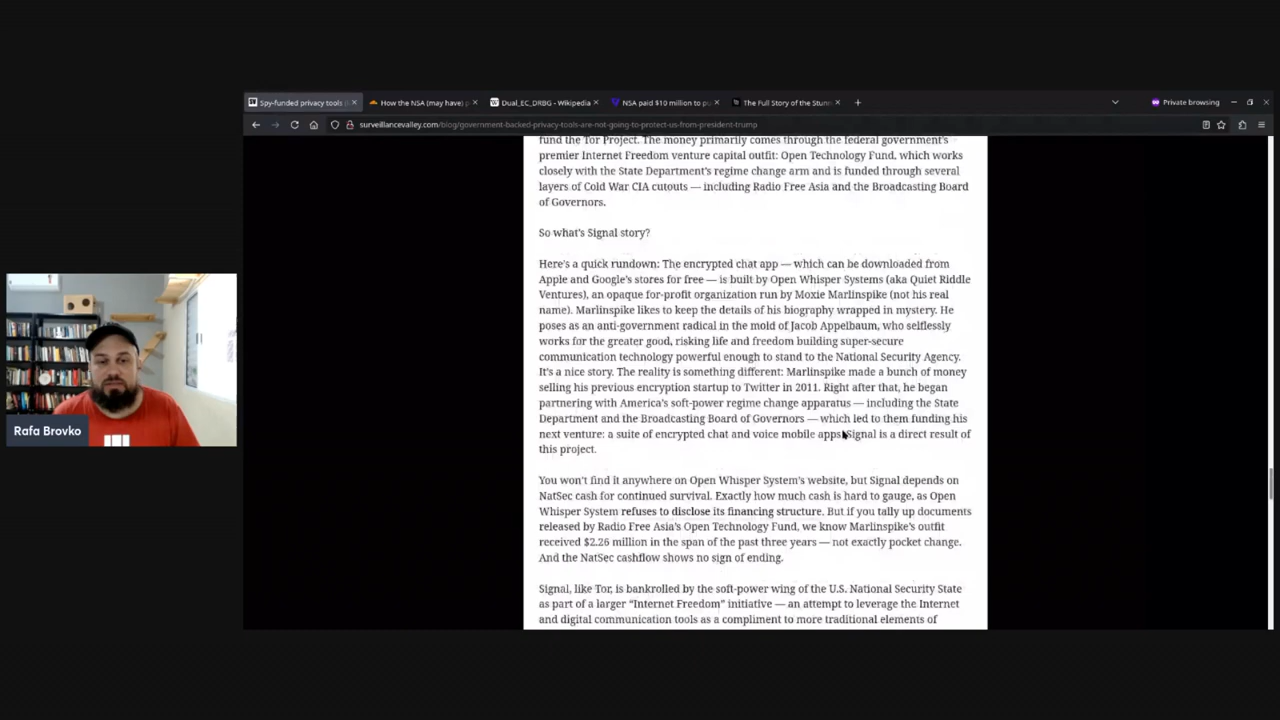 Spy-funded privacy tools (
How the NSA (may have)
Dual_EC_DRBG - Wikipedia
NSA paid $10 million to p
The Full Story of the Stun
Private browsing
surveillancevalley.com/blog/government-backed-privacy-tools-are-not-going-to-protect-us-from-president-trump
fund the Tor Project. The money primarily comes through the federal government's
premier Internet Freedom venture capital outfit: Open Technology Fund, which works
closely with the State Department's regime change arm and is funded through several
layers of Cold War CIA cutouts — including Radio Free Asia and the Broadcasting Board
of Governors.
So what's Signal story?
Here's a quick rundown: The encrypted chat app — which can be downloaded from
Apple and Google's stores for free — is built by Open Whisper Systems (aka Quiet Riddle
Ventures), an opaque for-profit organization run by Moxie Marlinspike (not his real
name). Marlinspike likes to keep the details of his biography wrapped in mystery. He
poses as an anti-government radical in the mold of Jacob Appelbaum, who selflessly
works for the greater good, risking life and freedom building super-secure
communication technology powerful enough to stand to the National Security Agency.
It's a nice story. The reality is something different: Marlinspike made a bunch of money
selling his previous encryption startup to Twitter in 2011. Right after that, he began
partnering with America's soft-power regime change apparatus — including the State
Department and the Broadcasting Board of Governors — which led to them funding his
next venture: a suite of encrypted chat and voice mobile apps. Signal is a direct result of
this project.
You won't find it anywhere on Open Whisper System's website, but Signal depends on
NatSec cash for continued survival. Exactly how much cash is hard to gauge, as Open
Whisper System refuses to disclose its financing structure. But if you tally up documents
released by Radio Free Asia's Open Technology Fund, we know Marlinspike's outfit
received $2.26 million in the span of the past three years — not exactly pocket change.
And the NatSec cashflow shows no sign of ending.
Signal, like Tor, is bankrolled by the soft-power wing of the U.S. National Security State
as part of a larger "Internet Freedom" initiative — an attempt to leverage the Internet
and digital communication tools as a compliment to more traditional elements of
Rafa Brovko